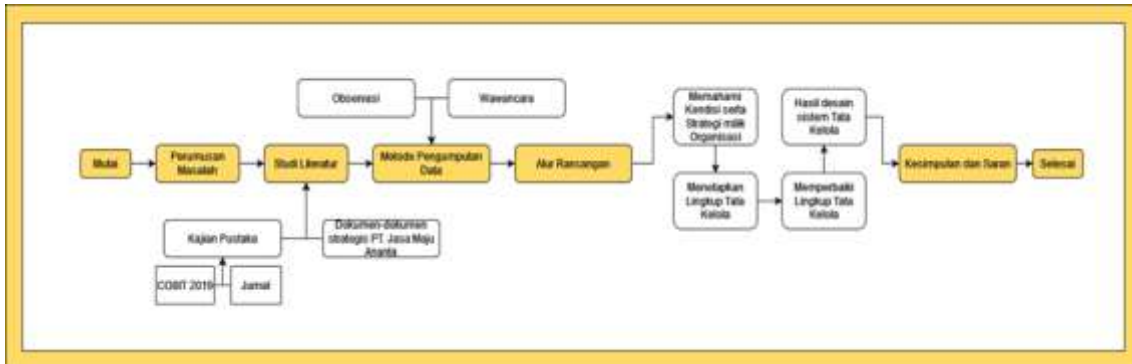 Observasi
Wawancara
Memahami
Kondisi serta
Strategi milik
Organisasi
Hasil desain
sistem Tata
Kelola
Mulai
Perumusan
Masalah
Studi Literatur
Metode Pengumpulan
Data
Alur Rancangan
Kesimpulan dan Saran
Selesai
Menetapkan
Lingkup Tata
Kelola
Memperbaiki
Lingkup Tata
Kelola
Kajian Pustaka
Dokumen-dokumen
strategis PT. Jasa Maju
Ananta
COBIT 2019
Jurnal